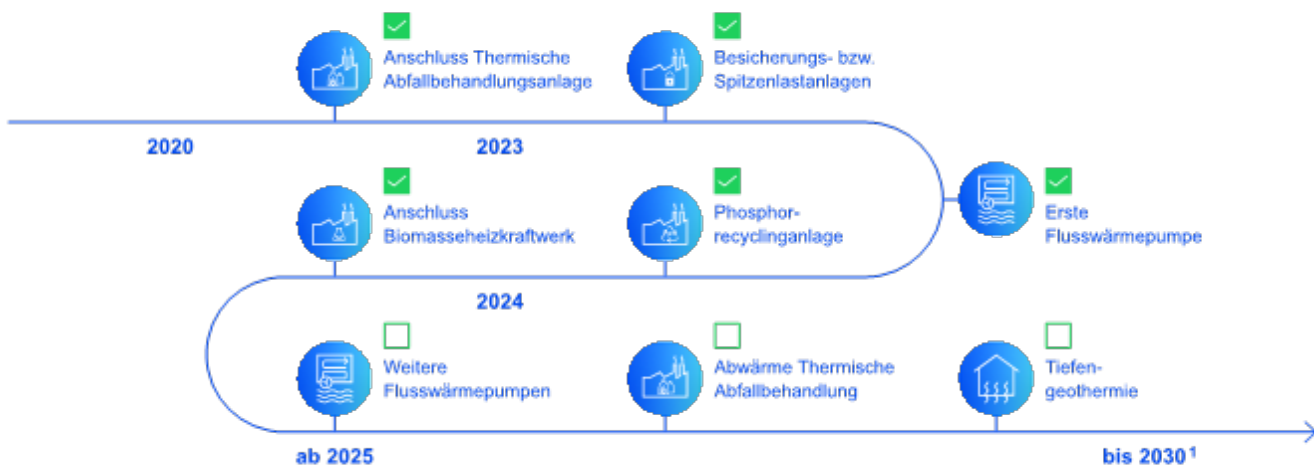 Anschluss Thermische
Abfallbehandlungsanlage
Besicherungs- bzw.
Spitzenlastanlagen
2020
2023
Erste
Flusswärmepumpe
Anschluss
Biomasseheizkraftwerk
Phosphor-
recyclinganlage
2024
Weitere
Flusswärmepumpen
Abwärme Thermische
Abfallbehandlung
Tiefen-
geothermie
ab 2025
bis 2030¹